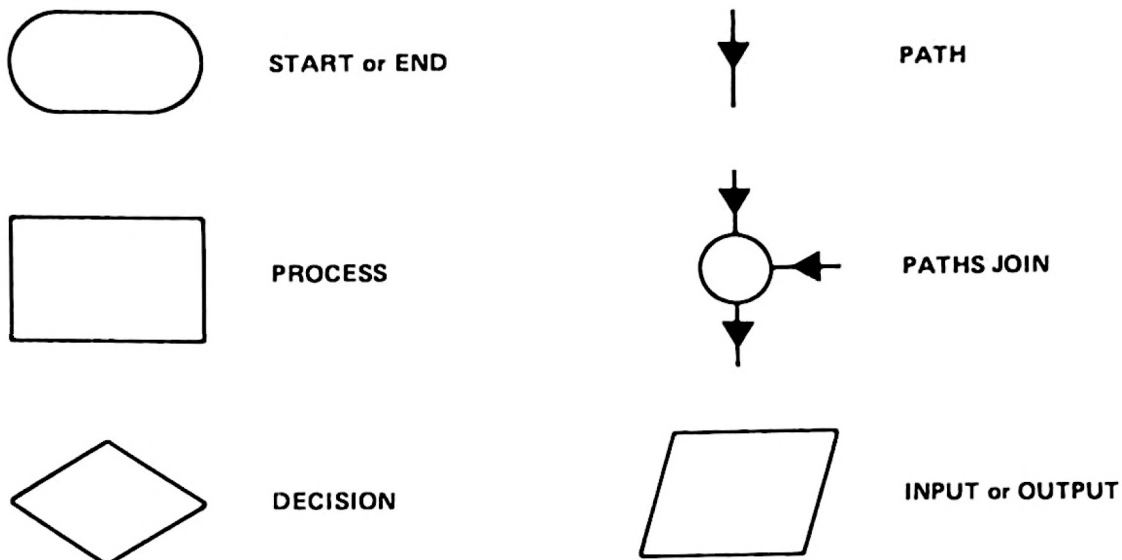 START or END
PATH
PROCESS
PATHS JOIN
DECISION
INPUT or OUTPUT